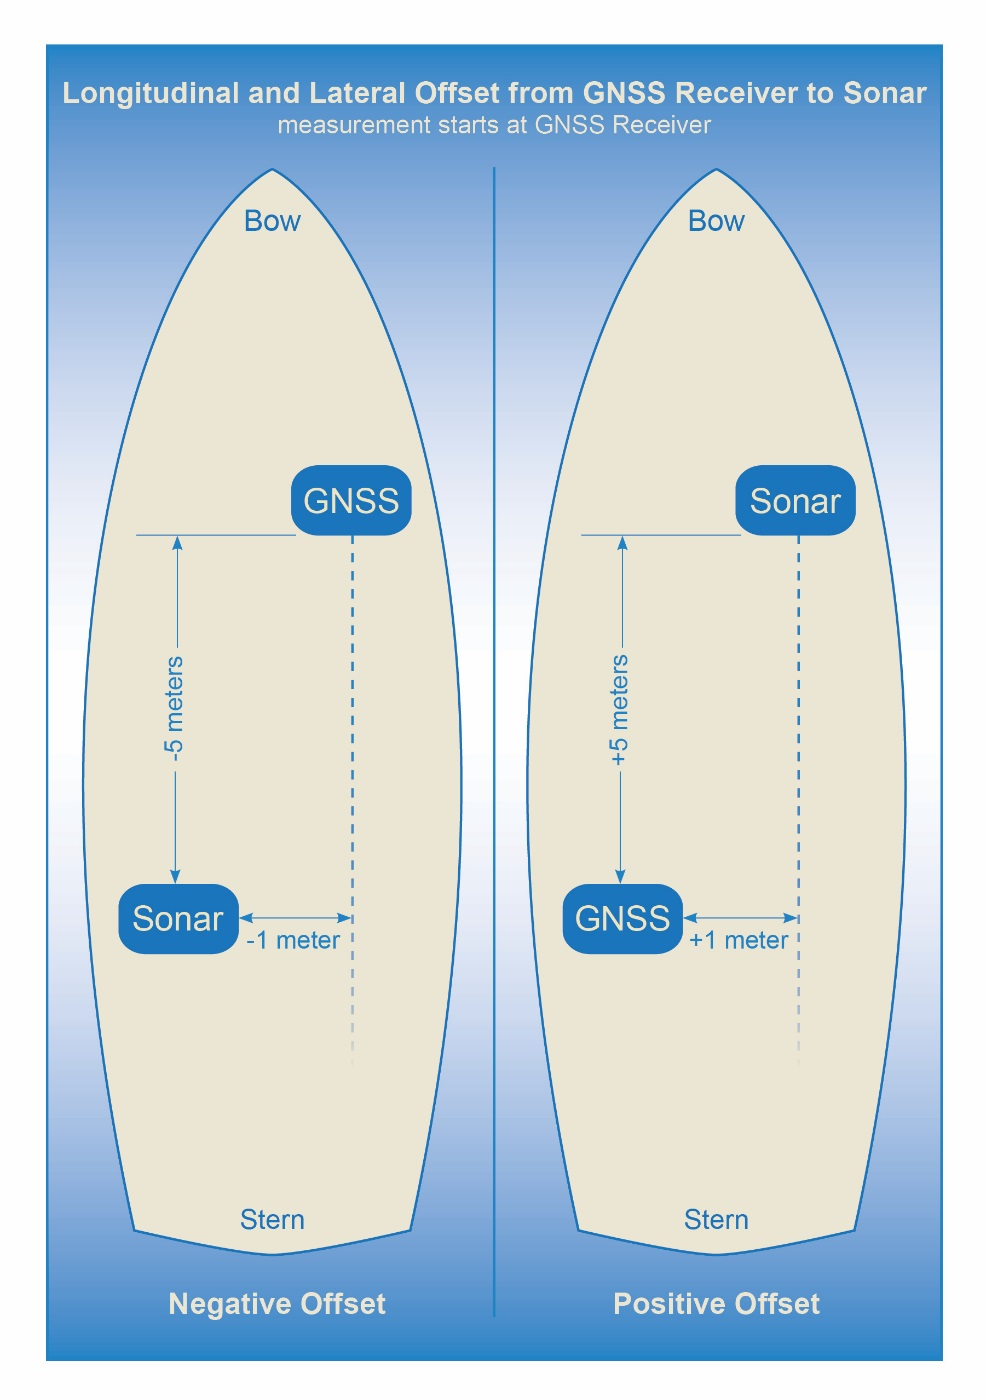 Longitudinal and Lateral Offset from GNSS Receiver to Sonar
measurement starts at GNSS Receiver
Bow
GNSS
-5 meters
Sonar
-1 meter
Stern
Negative Offset
Bow
Sonar
+5 meters
GNSS
+1 meter
Stern
Positive Offset